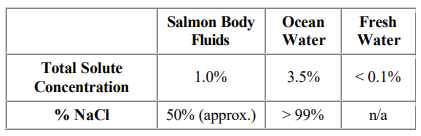 Salmon Body Fluids Ocean Water Fresh Water
Total Solute Concentration 1.0% 3.5% < 0.1%
% NaCl 50% (approx.) > 99% n/a